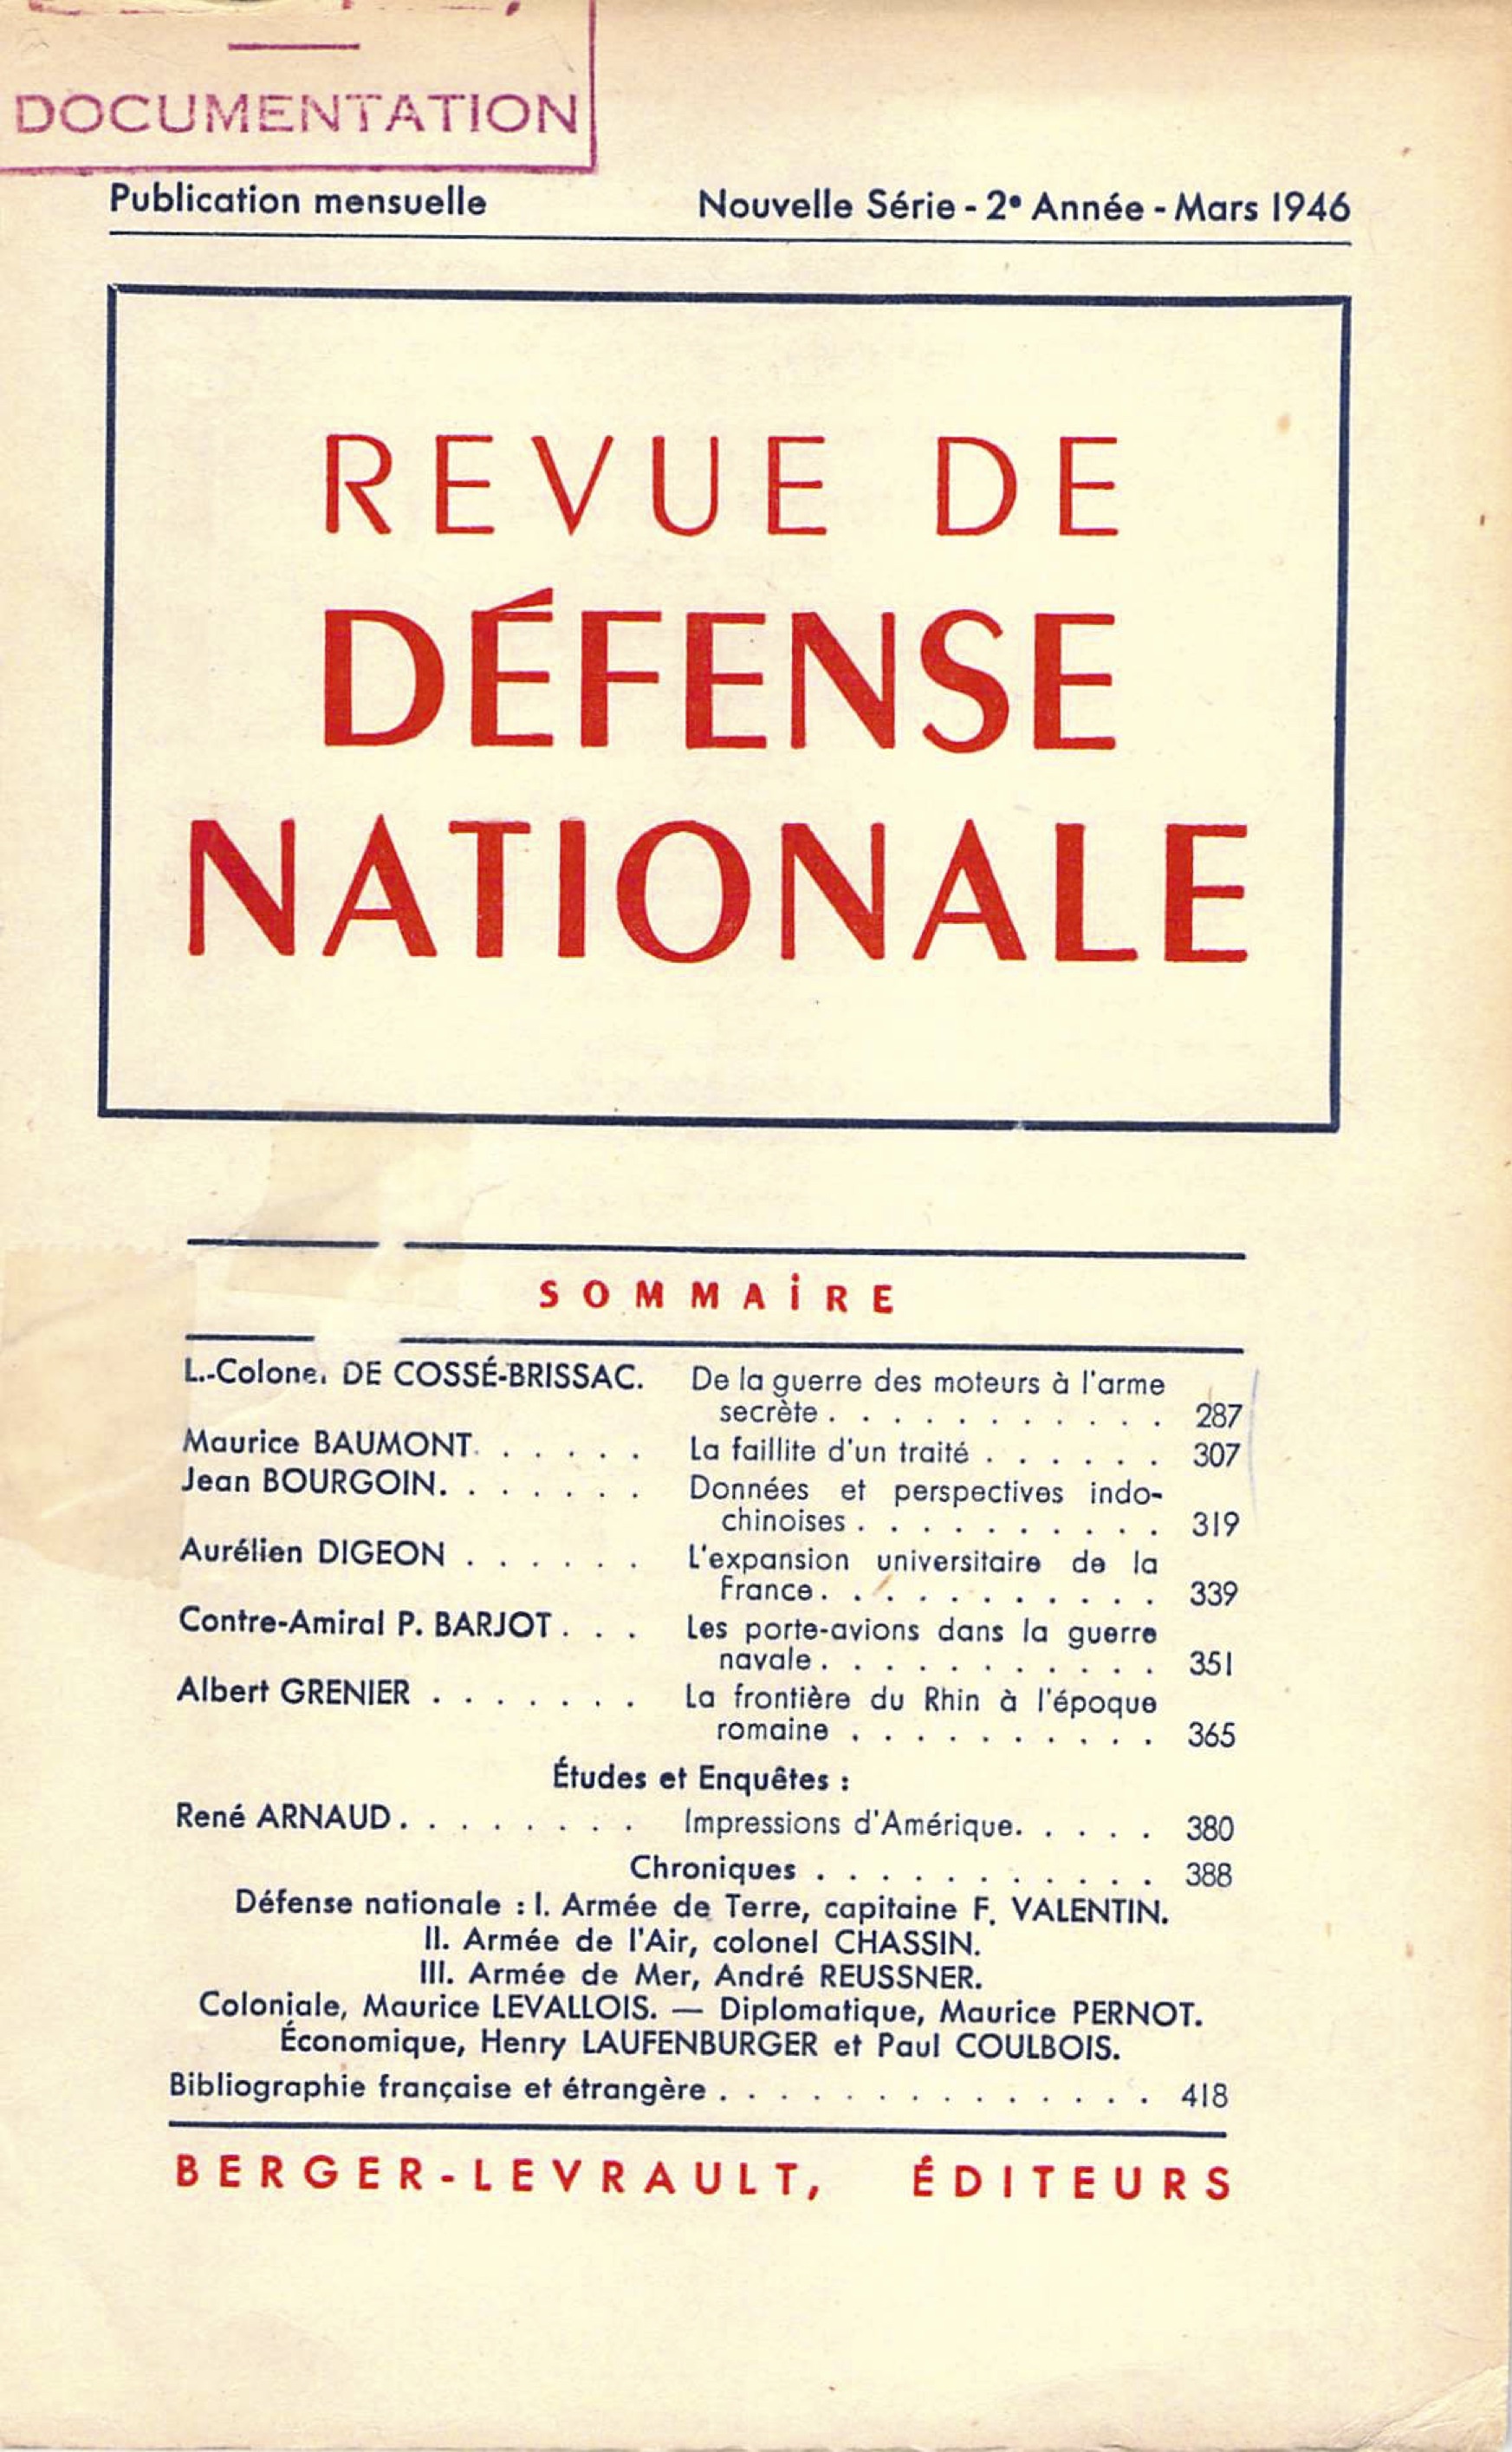 DOCUMENTATION
Publication mensuelle Nouvelle Série - 2e Année - Mars 1946
REVUE DE
DÉFENSE
NATIONALE
SOMMAiRE
L.-Colonel DE COSSÉ-BRISSAC. De la guerre des moteurs à l'arme
secrète . . . . . . . . . . . 287
Maurice BAUMONT. . . . . . La faillite d'un traité . . . . . . 307
Jean BOURGOIN. . . . . . . Données et perspectives indo-
chinoises . . . . . . . . . . 319
Aurélien DIGEON . . . . . . L'expansion universitaire de la
France. . . . . . . . . . . 339
Contre-Amiral P. BARJOT . . . Les porte-avions dans la guerre
navale . . . . . . . . . . . 351
Albert GRENIER . . . . . . . La frontière du Rhin à l'époque
romaine . . . . . . . . . . 365
Études et Enquêtes :
René ARNAUD . . . . . . . . Impressions d'Amérique. . . . . 380
Chroniques . . . . . . . . . . . 388
Défense nationale : I. Armée de Terre, capitaine F. VALENTIN.
II. Armée de l'Air, colonel CHASSIN.
III. Armée de Mer, André REUSSNER.
Coloniale, Maurice LEVALLOIS. — Diplomatique, Maurice PERNOT.
Économique, Henry LAUFENBURGER et Paul COULBOIS.
Bibliographie française et étrangère . . . . . . . . . . . . . . 418
BERGER-LEVRAULT, ÉDITEURS